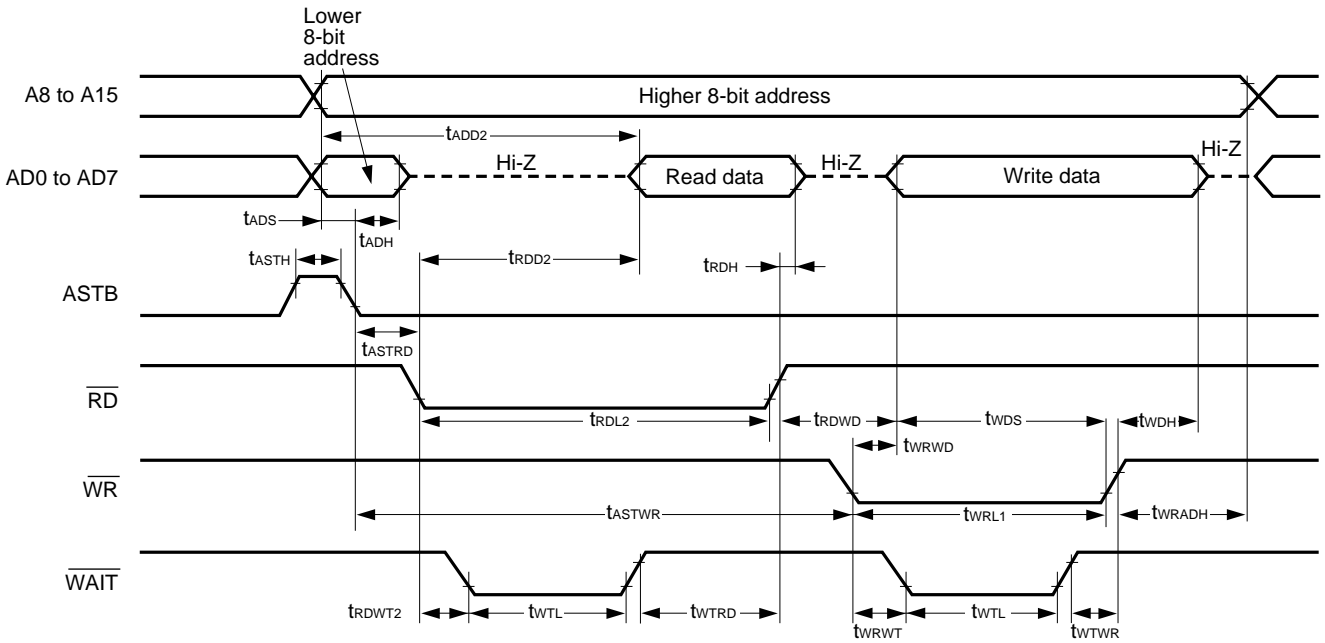 Lower
8-bit
address
A8 to A15
Higher 8-bit address
tADD2
AD0 to AD7
Hi-Z
Read data
Hi-Z
Write data
Hi-Z
tADS
tADH
tASTH
tRDD2
tRDH
ASTB
tASTRD
RD
tRDL2
tRDWD
tWDS
tWDH
tWRWD
WR
tASTWR
tWRL1
tWRADH
WAIT
tRDWT2
tWTL
tWTRD
tWRWT
tWTL
tWTWR